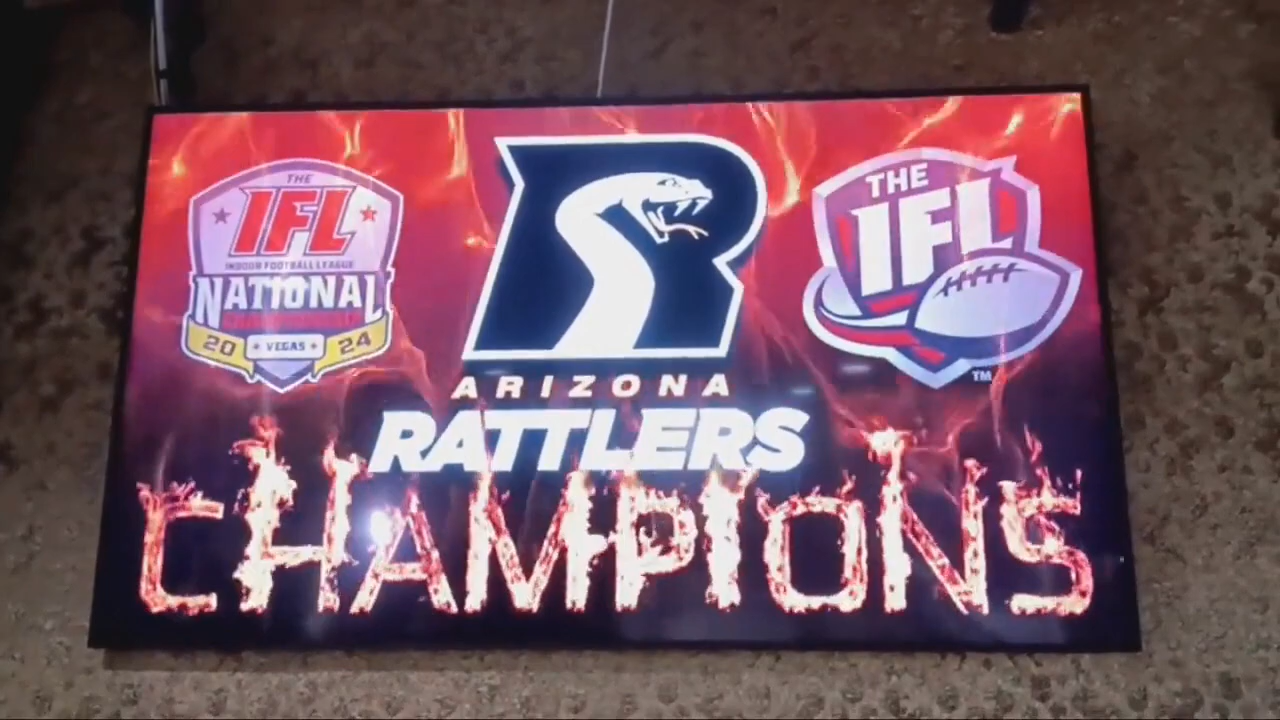 THE
IFL
INDOOR FOOTBALL LEAGUE
NATIONAL
20 ★ VEGAS ★ 24
R
ARIZONA
RATTLERS
THE
IFL
TM
CHAMPIONS